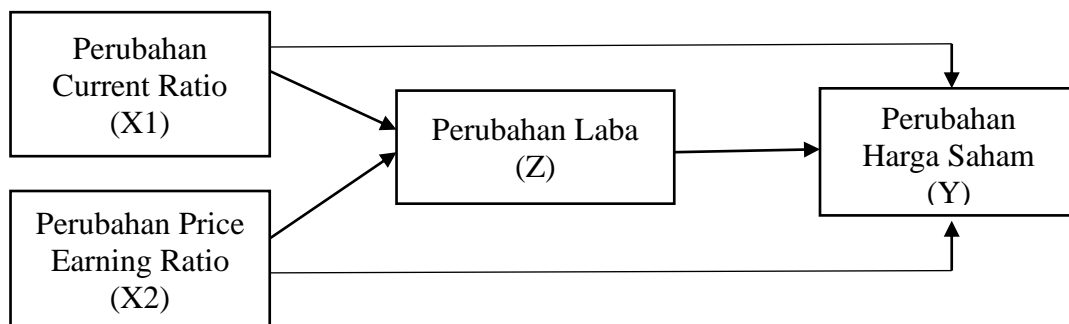 Perubahan
Current Ratio
(X1)
Perubahan Price
Earning Ratio
(X2)
Perubahan Laba
(Z)
Perubahan
Harga Saham
(Y)